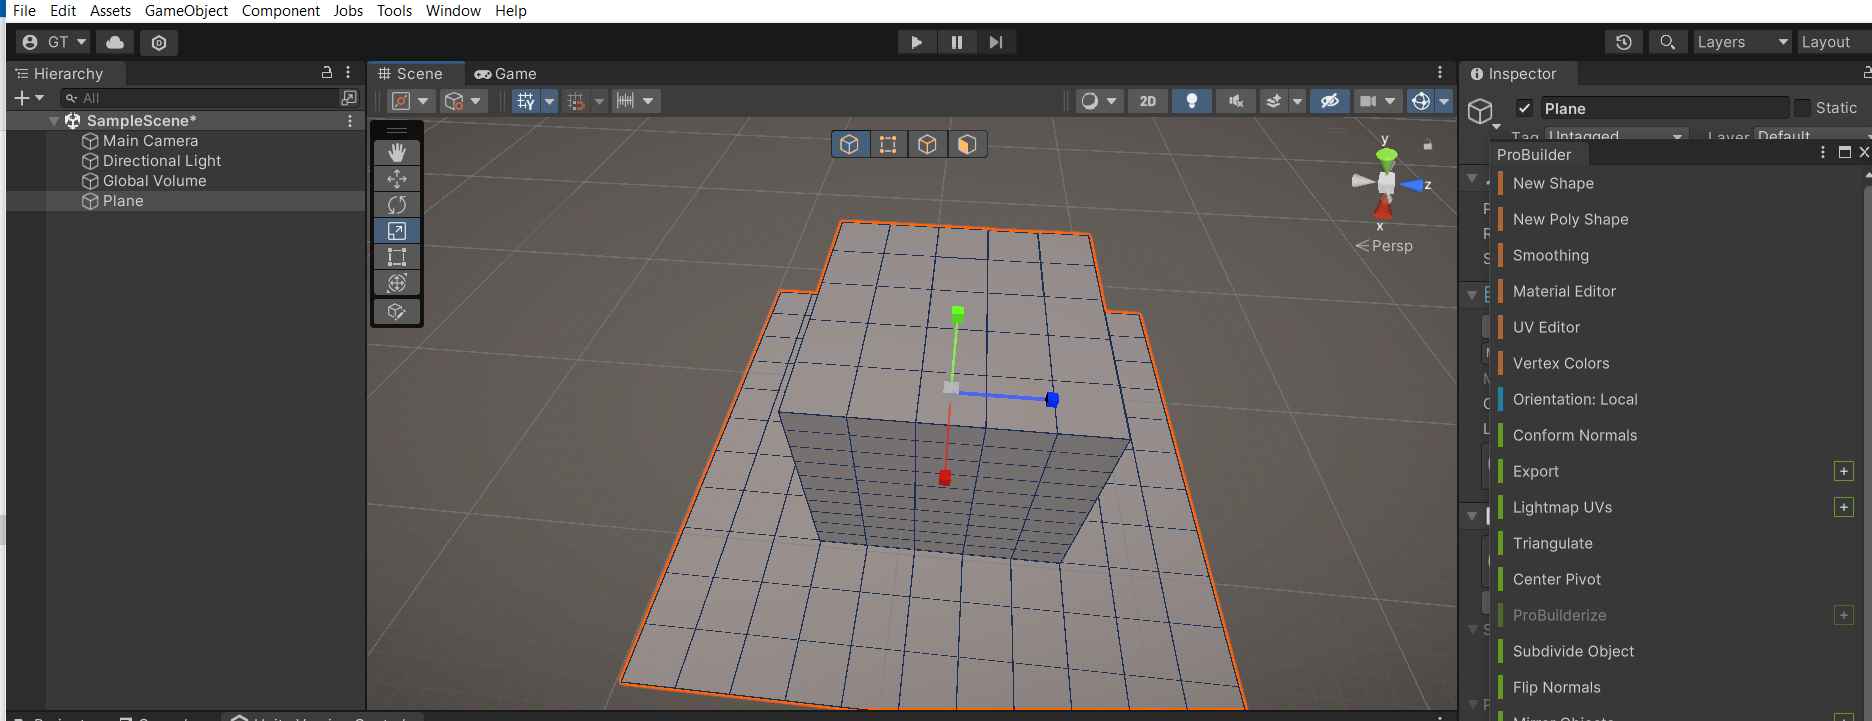 File Edit Assets GameObject Component Jobs Tools Window Help
GT
Layers
Layout
Hierarchy
All
SampleScene*
Main Camera
Directional Light
Global Volume
Plane
Scene
Game
2D
y
z
x
Persp
Inspector
Plane
Static
Tag Untagged
Layer Default
ProBuilder
New Shape
New Poly Shape
Smoothing
Material Editor
UV Editor
Vertex Colors
Orientation: Local
Conform Normals
Export
Lightmap UVs
Triangulate
Center Pivot
ProBuilderize
Subdivide Object
Flip Normals
Mirror Objects